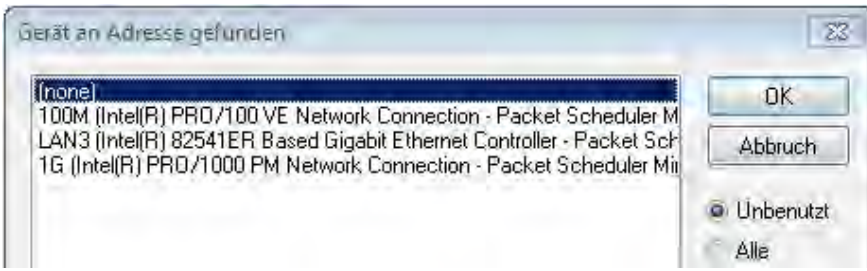 Gerät an Adresse gefunden
(none)
100M (Intel(R) PRO/100 VE Network Connection - Packet Scheduler M
LAN3 (Intel(R) 82541ER Based Gigabit Ethernet Controller - Packet Sch
1G (Intel(R) PRO/1000 PM Network Connection - Packet Scheduler Mi
OK
Abbruch
Unbenutzt
Alle